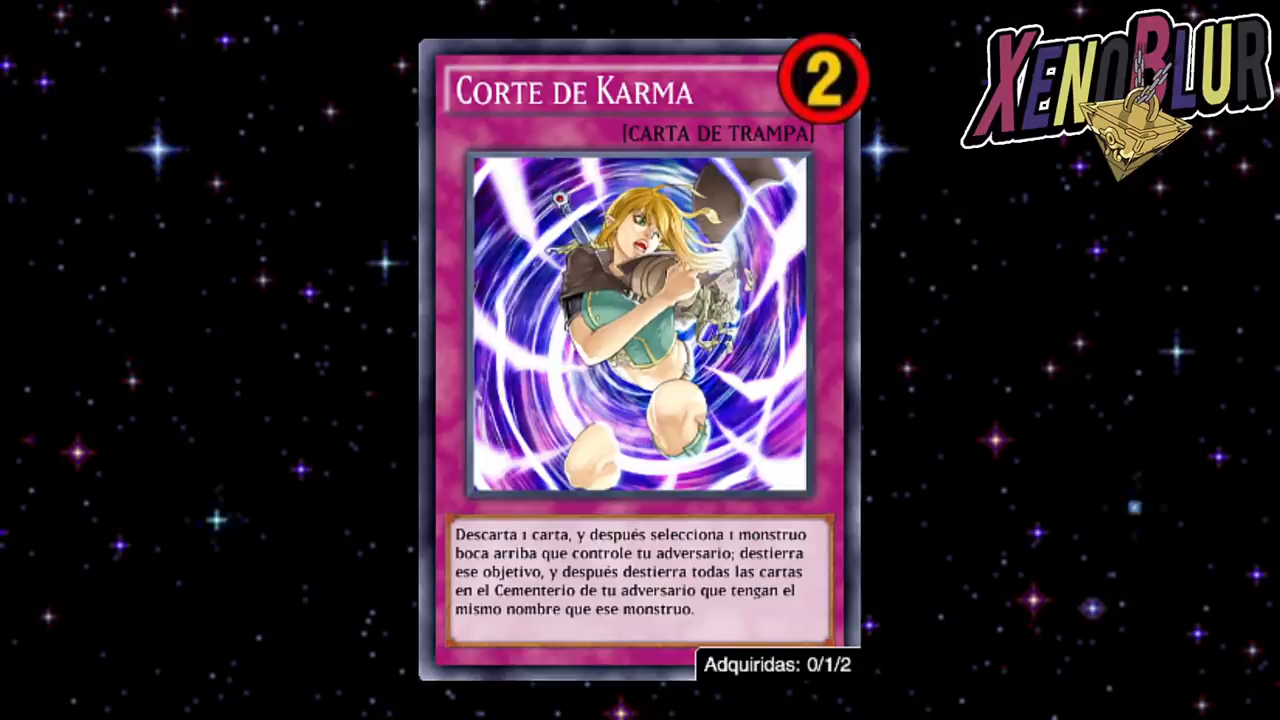 XENOBLUR
2
CORTE DE KARMA
[CARTA DE TRAMPA]
Descarta 1 carta, y después selecciona 1 monstruo
boca arriba que controle tu adversario; destierra
ese objetivo, y después destierra todas las cartas
en el Cementerio de tu adversario que tengan el
mismo nombre que ese monstruo.
Adquiridas: 0/1/2